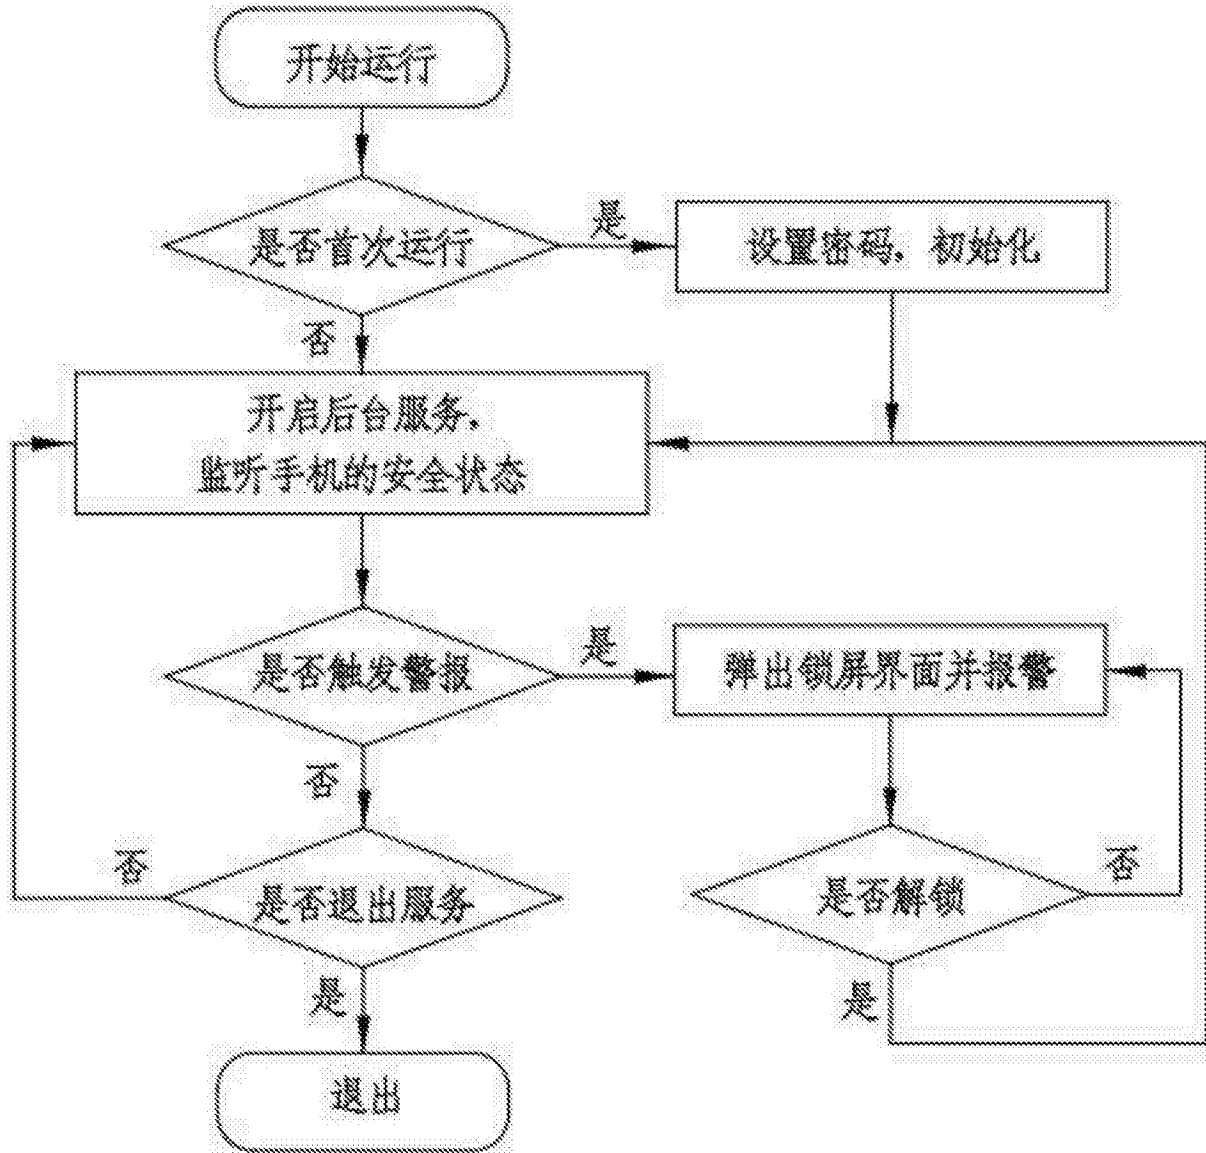 开始运行
是否首次运行
是
设置密码，初始化
否
开启后台服务，
监听手机的安全状态
是否触发警报
是
弹出锁屏界面并报警
否
是否退出服务
否
是否解锁
否
是
是
退出